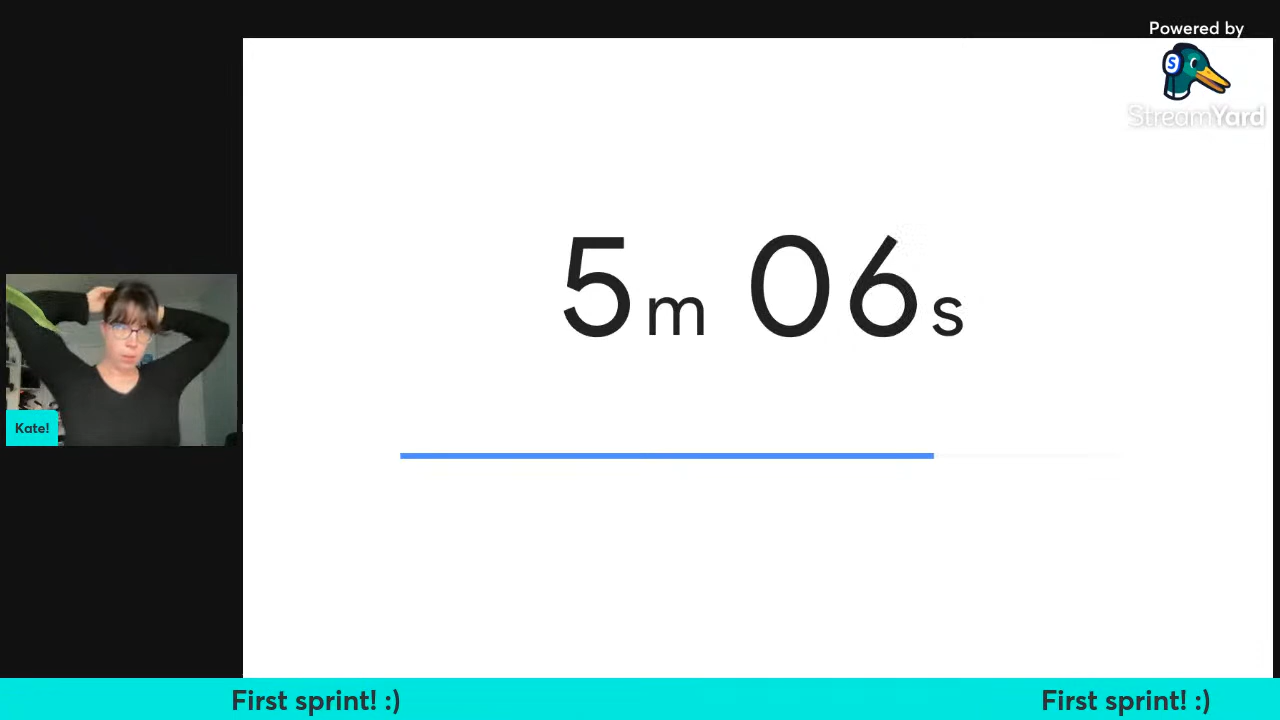 Powered by
S
StreamYard
5m 06s
Kate!
First sprint! :) First sprint! :)